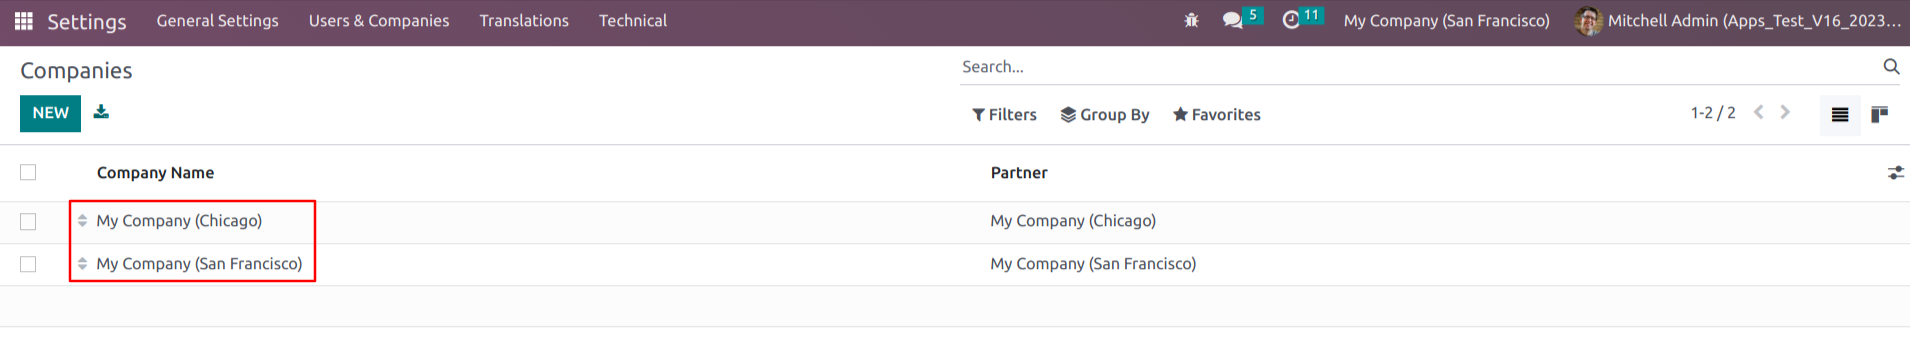 Settings General Settings Users & Companies Translations Technical 5 11 My Company (San Francisco) Mitchell Admin (Apps_Test_V16_2023...
Companies Search...
NEW Filters Group By Favorites 1-2 / 2
Company Name Partner
My Company (Chicago) My Company (Chicago)
My Company (San Francisco) My Company (San Francisco)